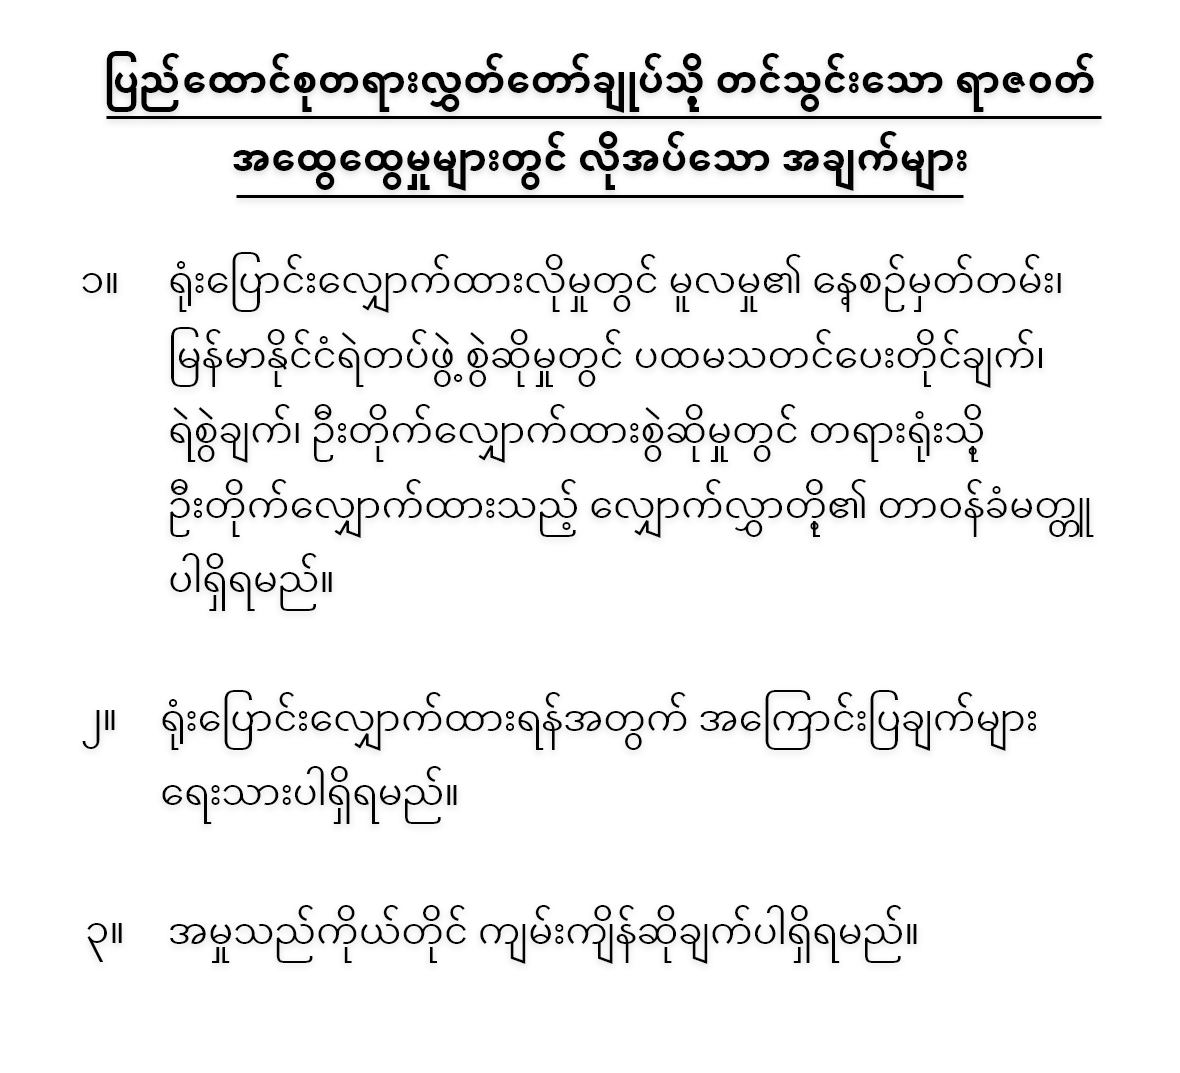 ပြည်ထောင်စုတရားလွှတ်တော်ချုပ်သို့ တင်သွင်းသော ရာဇဝတ်
အထွေထွေမှုများတွင် လိုအပ်သော အချက်များ
၁။ ရုံးပြောင်းလျှောက်ထားလိုမှုတွင် မူလမှု၏ နေ့စဉ်မှတ်တမ်း၊
မြန်မာနိုင်ငံရဲတပ်ဖွဲ့ စွဲဆိုမှုတွင် ပထမသတင်ပေးတိုင်ချက်၊
ရဲစွဲချက်၊ ဦးတိုက်လျှောက်ထားစွဲဆိုမှုတွင် တရားရုံးသို့
ဦးတိုက်လျှောက်ထားသည့် လျှောက်လွှာတို့၏ တာဝန်ခံမတ္တူ
ပါရှိရမည်။
၂။ ရုံးပြောင်းလျှောက်ထားရန်အတွက် အကြောင်းပြချက်များ
ရေးသားပါရှိရမည်။
၃။ အမှုသည်ကိုယ်တိုင် ကျမ်းကျိန်ဆိုချက်ပါရှိရမည်။